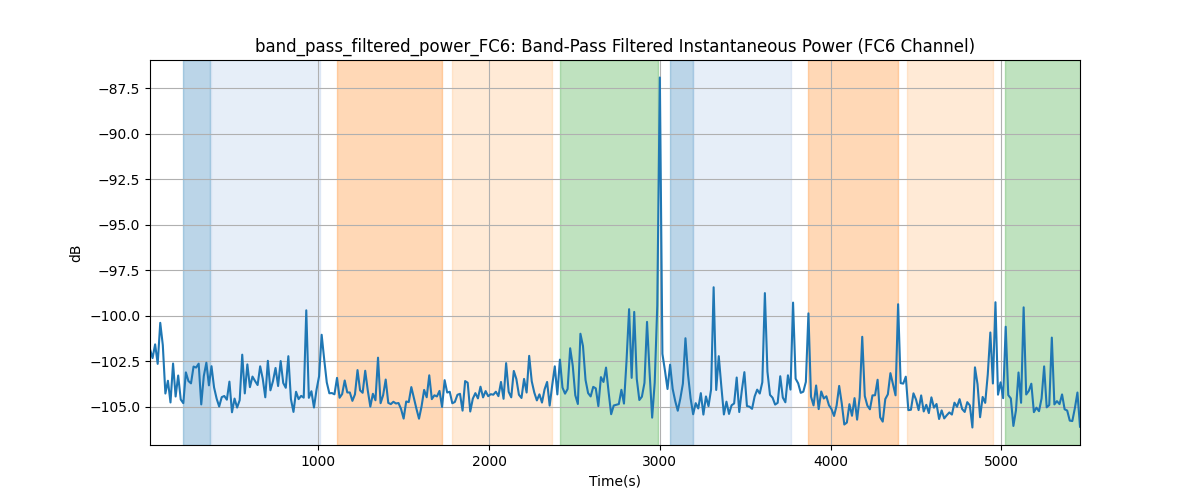 band_pass_filtered_power_FC6: Band-Pass Filtered Instantaneous Power (FC6 Channel)
−87.5
−90.0
−92.5
−95.0
−97.5
−100.0
−102.5
−105.0
dB
1000 2000 3000 4000 5000
Time(s)